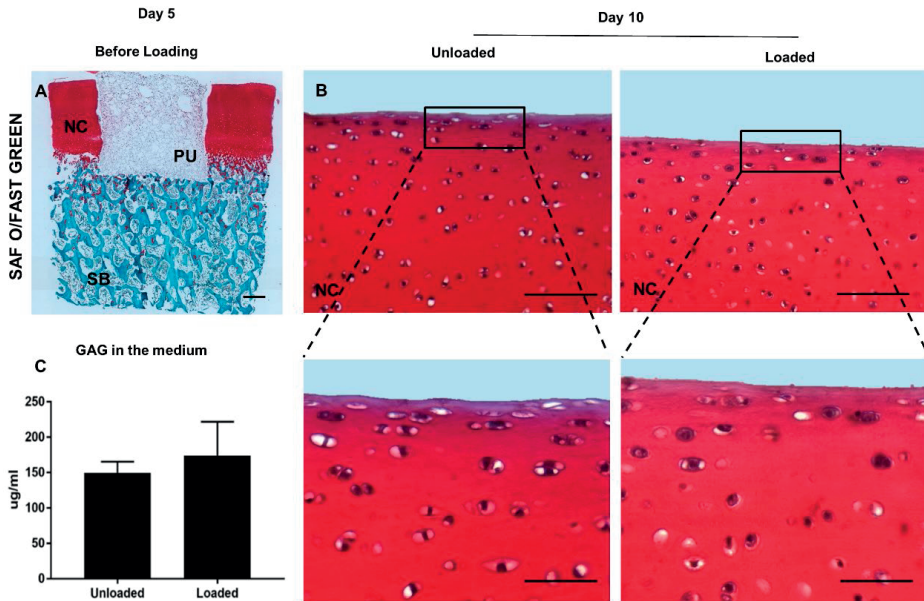 Day 5
Day 10
Before Loading
Unloaded
Loaded
SAF O/FAST GREEN
A
NC
PU
SB
B
NC
NC
GAG in the medium
C
ug/ml
250
200
150
100
50
0
Unloaded
Loaded